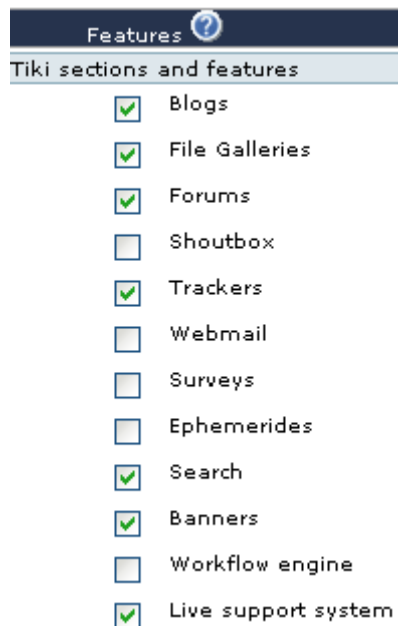 Features ?
Tiki sections and features
Blogs
File Galleries
Forums
Shoutbox
Trackers
Webmail
Surveys
Ephemerides
Search
Banners
Workflow engine
Live support system